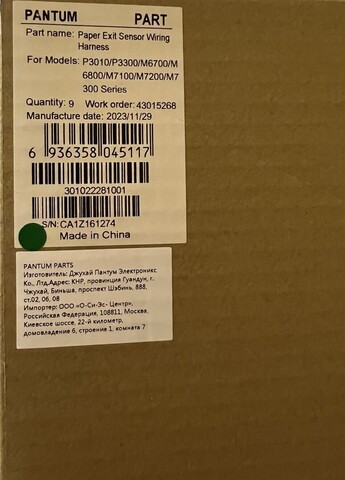 PANTUM PART
Part name: Paper Exit Sensor Wiring
Harness
For Models: P3010/P3300/M6700/M
6800/M7100/M7200/M7
300 Series
Quantity: 9 Work order: 43015268
Manufacture date: 2023/11/29
6 936358 045117
301022281001
S/N:CA1Z161274
Made in China
PANTUM PARTS
Изготовитель: Джухай Пантум Электроникс
Ко., Лтд.Адрес: КНР, провинция Гуандун, г.
Чжухай, Биньша, проспект Шэбинь, 888,
ст.02, 06, 08
Импортер: ООО «О-Си-Эс- Центр»,
Российская Федерация, 108811, Москва,
Киевское шоссе, 22-й километр,
домовладение 6, строение 1, комната 7